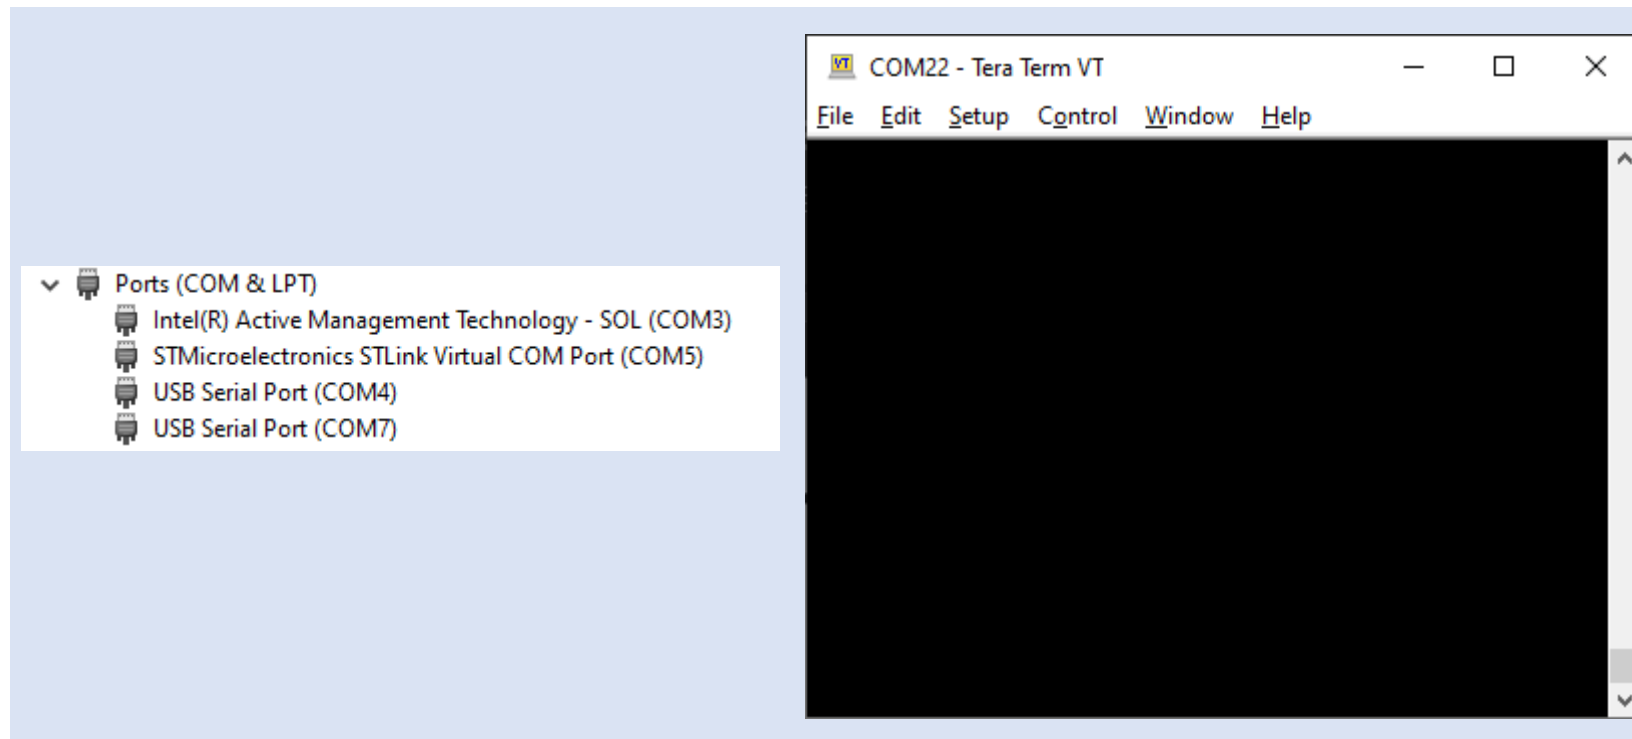 Ports (COM & LPT)
Intel(R) Active Management Technology - SOL (COM3)
STMicroelectronics STLink Virtual COM Port (COM5)
USB Serial Port (COM4)
USB Serial Port (COM7)
VT COM22 - Tera Term VT
File Edit Setup Control Window Help